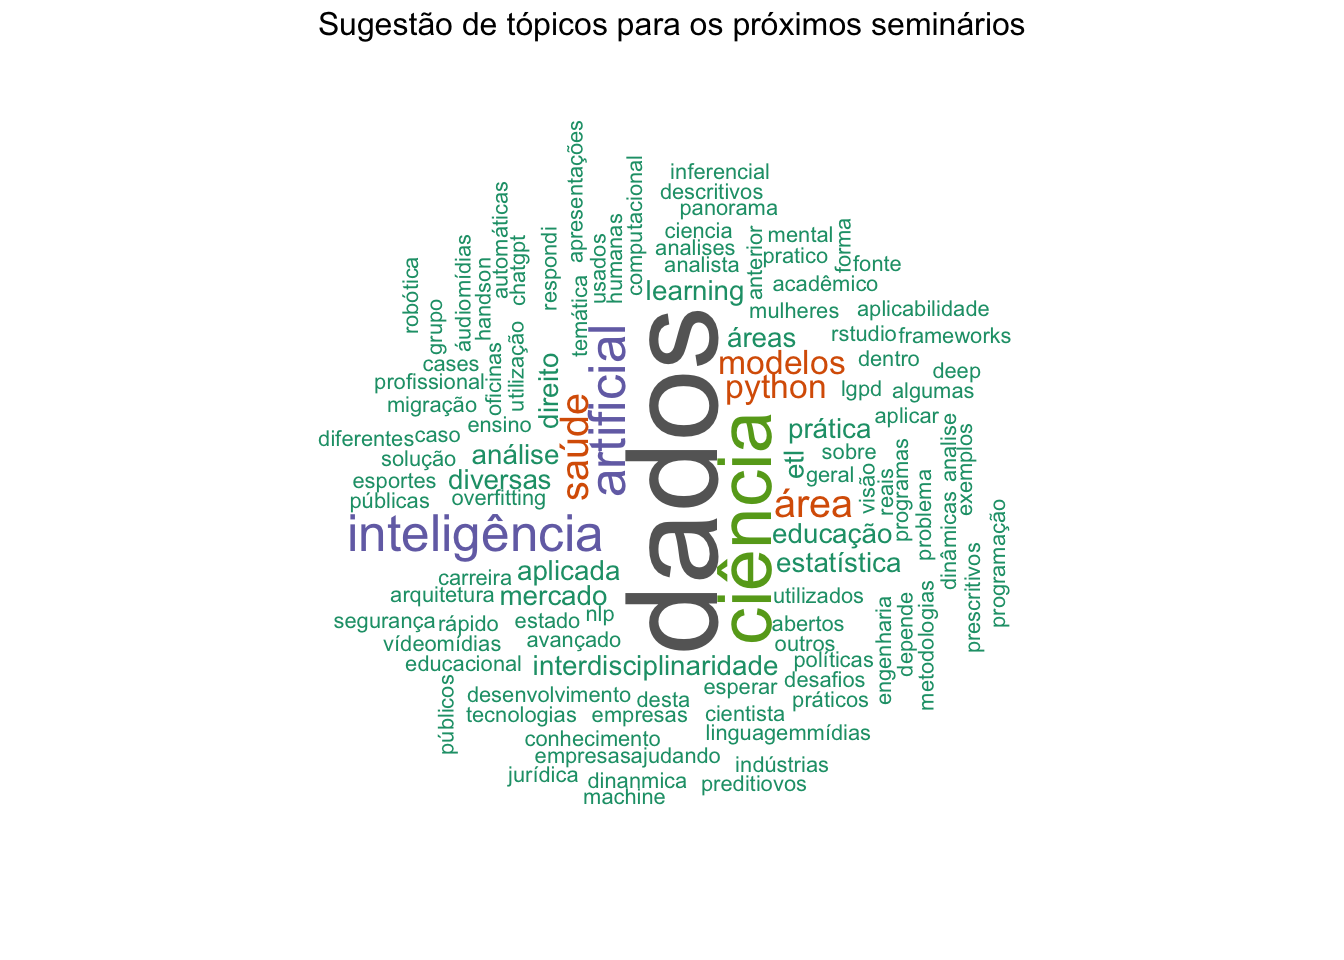 Sugestão de tópicos para os próximos seminários
inferencial
descritivos
panorama
ciencia
analises
analista
learning
mental
pratico
anterior
forma
fonte
acadêmico
mulheres
aplicabilidade
apresentações
computacional
humanas
usados
temática
respondi
automáticas
chatgpt
handson
áudiomídias
grupo
robótica
áreas
rstudio
frameworks
modelos
dentro
deep
python
lgpd
algumas
aplicar
cases
profissional
migração
oficinas
utilização
direito
ensino
diferentes
caso
solução
análise
esportes
diversas
públicas
overfitting
saúde
artificial
dados
ciência
inteligência
prática
sobre
etl
geral
área
visão
reais
programas
problema
analise
dinâmicas
exemplos
educação
estatística
prescritivos
programação
carreira
aplicada
arquitetura
mercado
segurança
rápido
estado
nlp
vídeomídias
avançado
educacional
interdisciplinaridade
utilizados
abertos
outros
políticas
desafios
práticos
engenharia
depende
metodologias
públicos
desenvolvimento
desta
esperar
tecnologias
empresas
cientista
conhecimento
linguagemmídias
empresasajudando
jurídica
dinanmica
indústrias
machine
preditiovos